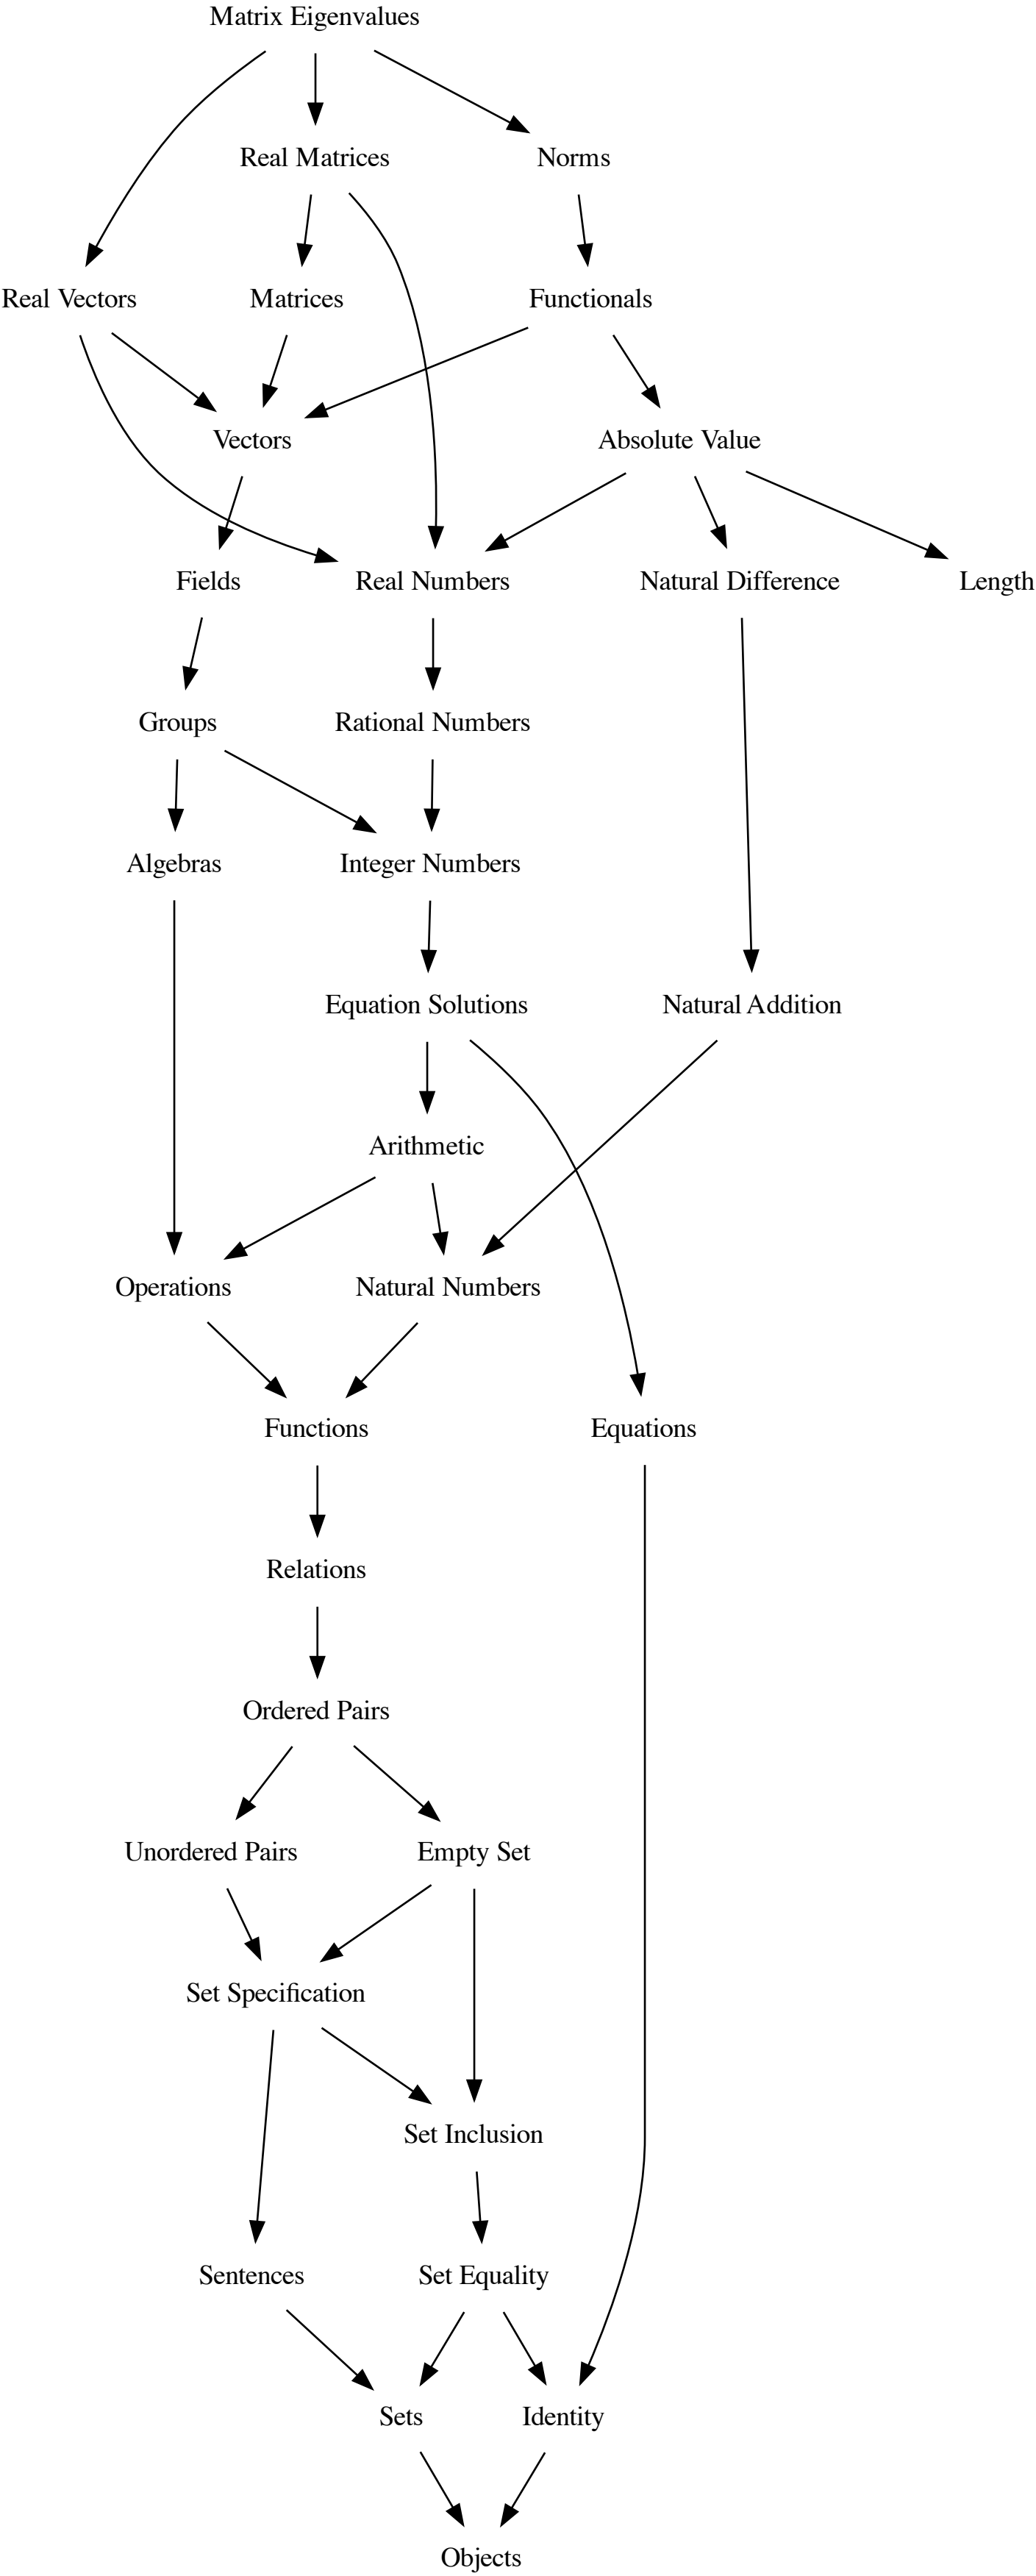 Matrix Eigenvalues
Real Matrices
Norms
Real Vectors
Matrices
Functionals
Vectors
Absolute Value
Fields
Real Numbers
Natural Difference
Length
Groups
Rational Numbers
Algebras
Integer Numbers
Equation Solutions
Natural Addition
Arithmetic
Operations
Natural Numbers
Functions
Equations
Relations
Ordered Pairs
Unordered Pairs
Empty Set
Set Specification
Set Inclusion
Sentences
Set Equality
Sets
Identity
Objects